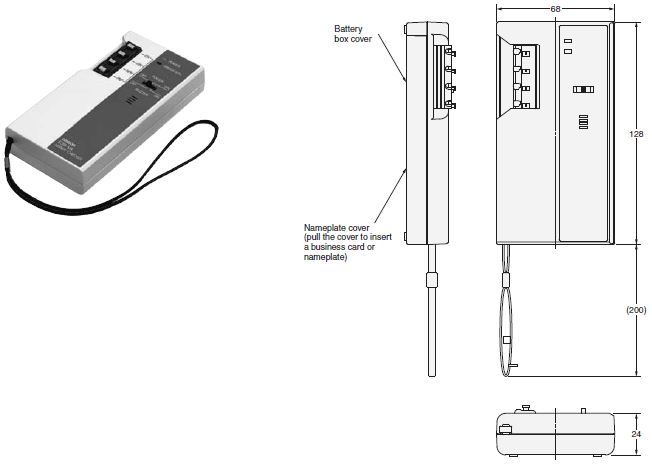 68
Battery
box cover
128
Nameplate cover
(pull the cover to insert
a business card or
nameplate)
(200)
24